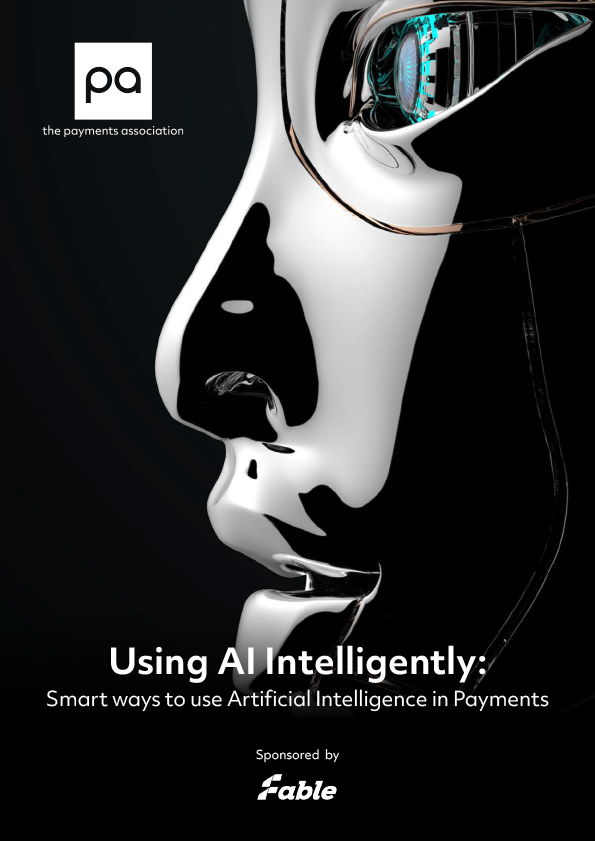 pa
the payments association
Using AI Intelligently:
Smart ways to use Artificial Intelligence in Payments
Sponsored by
Fable